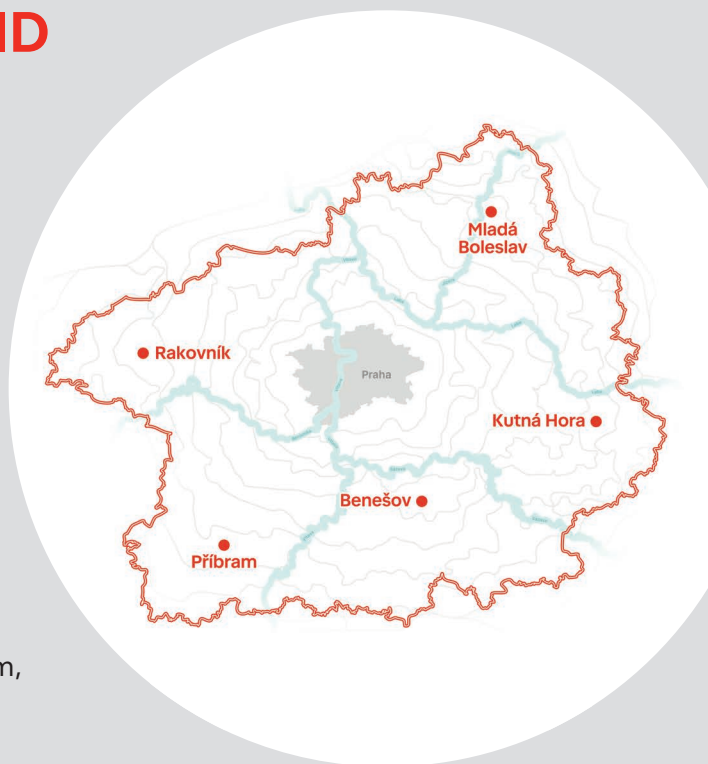 ID
Mladá
Boleslav
Rakovník
Praha
Kutná Hora
Benešov
Příbram
m,